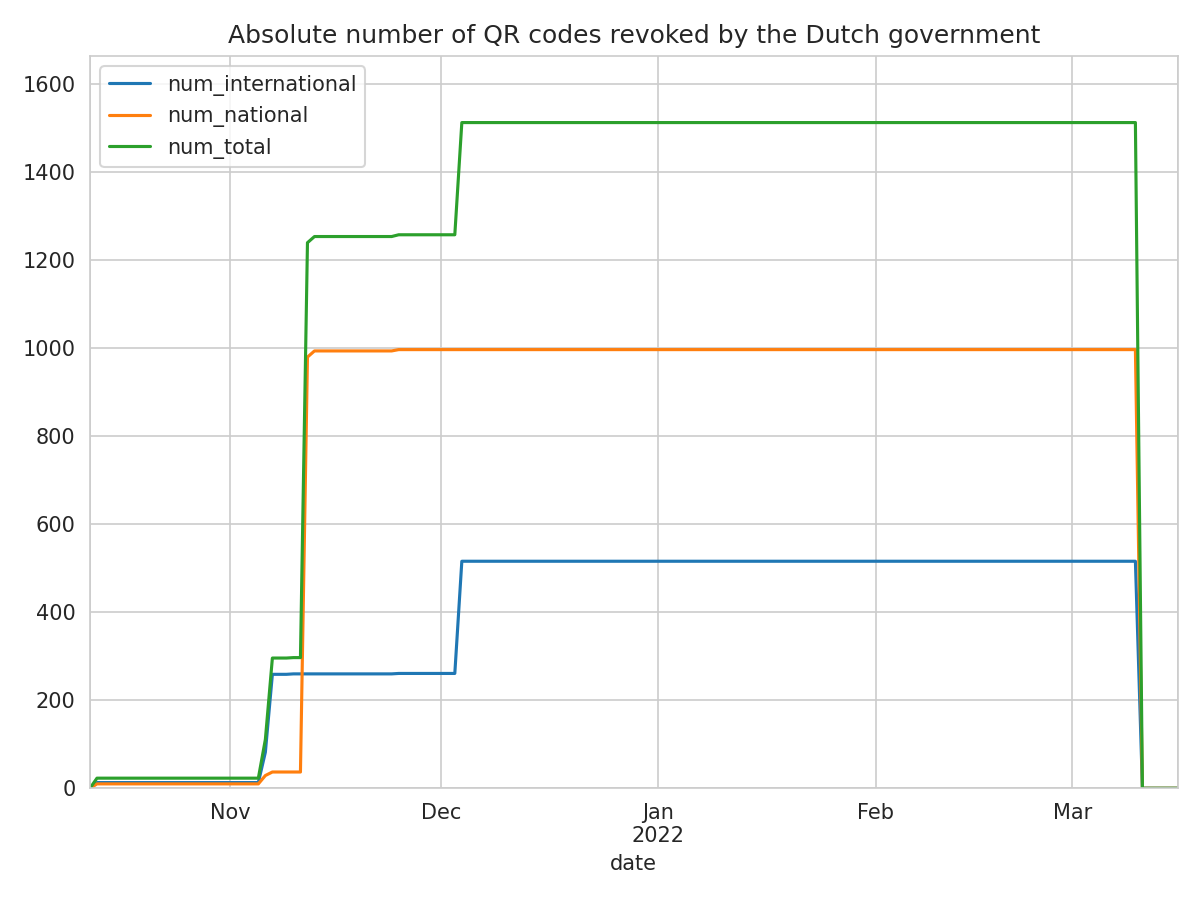 Absolute number of QR codes revoked by the Dutch government
num_international
num_national
num_total
1600
1400
1200
1000
800
600
400
200
0
Nov Dec Jan Feb Mar
2022
date